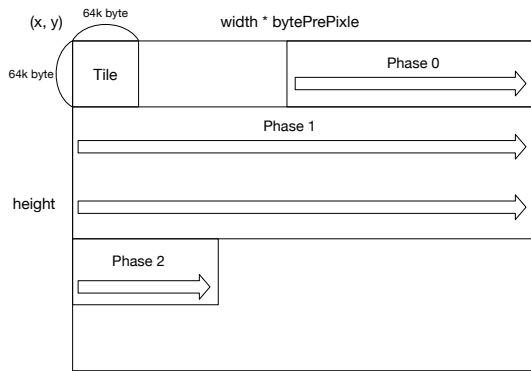 64k byte
(x, y)
width * bytePrePixle
64k byte
Tile
Phase 0
Phase 1
height
Phase 2